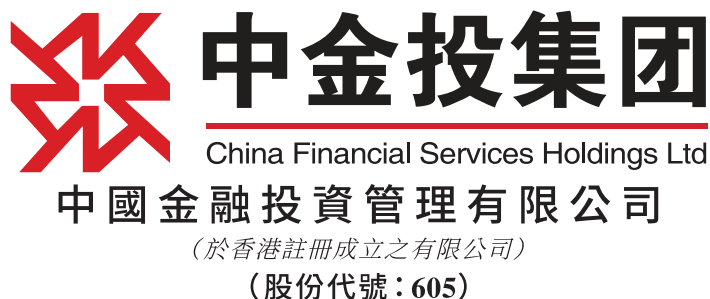 中金投集团
China Financial Services Holdings Ltd
中國金融投資管理有限公司
（於香港註冊成立之有限公司）
（股份代號：605）